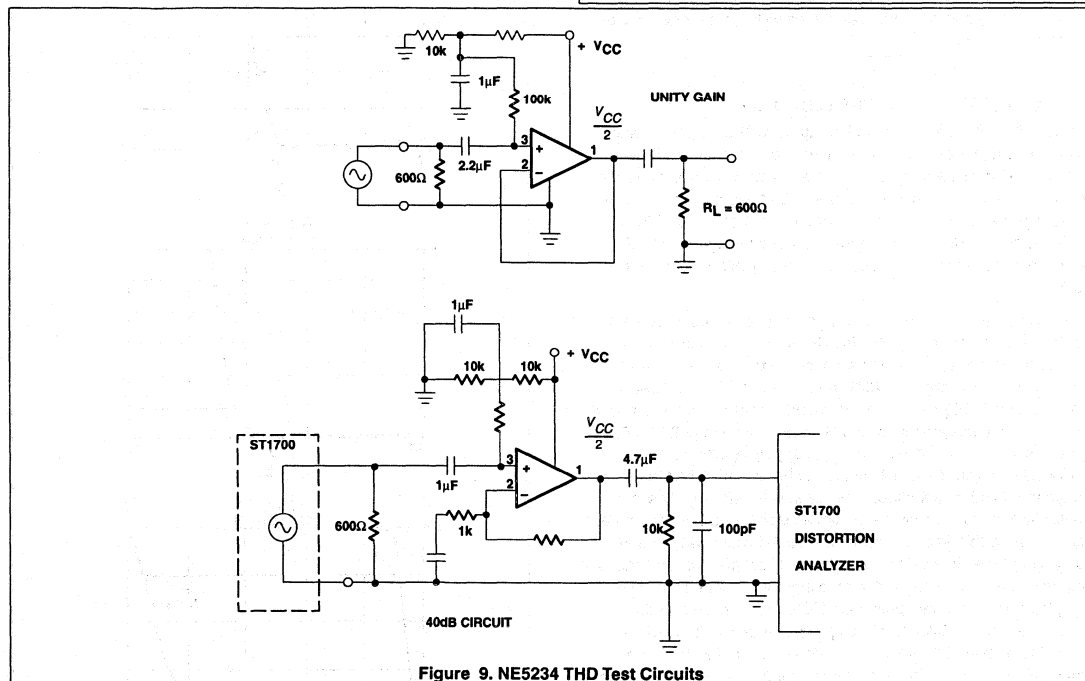 10k
+ VCC
1µF
100k
UNITY GAIN
VCC
2
3
+
1
2
−
2.2µF
600Ω
RL = 600Ω
1µF
+ VCC
10k
10k
VCC
2
ST1700
3
+
1
4.7µF
1µF
2
−
600Ω
1k
10k
100pF
ST1700
DISTORTION
ANALYZER
40dB CIRCUIT
Figure 9. NE5234 THD Test Circuits